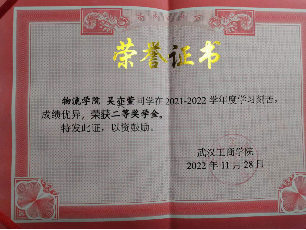 荣誉证书
物流学院 吴亦萱同学在2021-2022学年度学习刻苦，
成绩优异，荣获二等奖学金。
特发此证，以资鼓励。
武汉工商学院
2022年11月28日